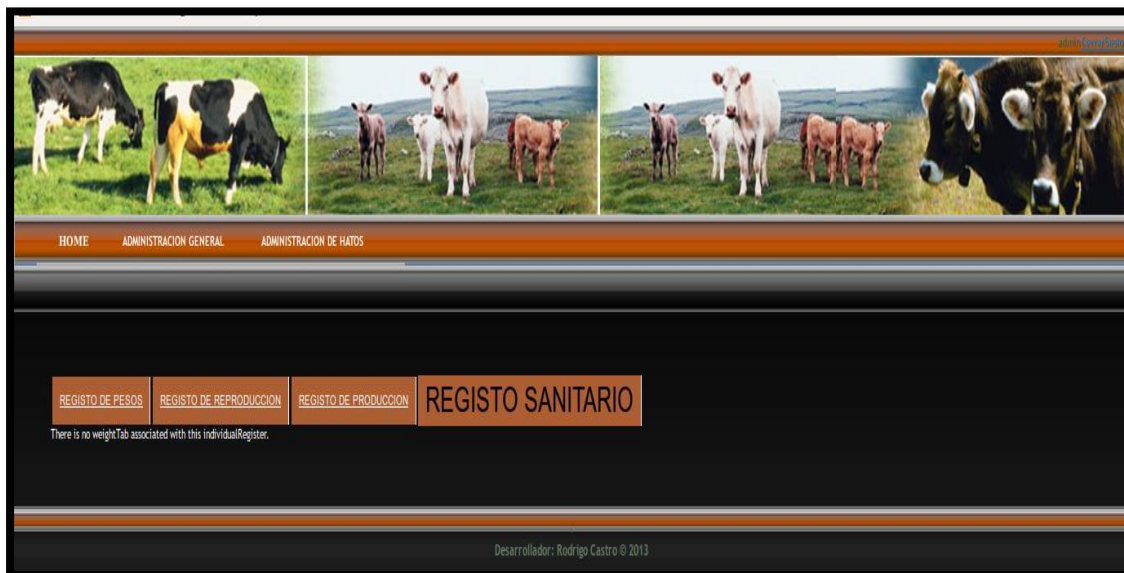 adminCerrarSesio
HOME ADMINISTRACION GENERAL ADMINISTRACION DE HATOS
REGISTO DE PESOS REGISTO DE REPRODUCCION REGISTO DE PRODUCCION REGISTO SANITARIO
There is no weightTab associated with this individualRegister.
Desarrollador: Rodrigo Castro © 2013